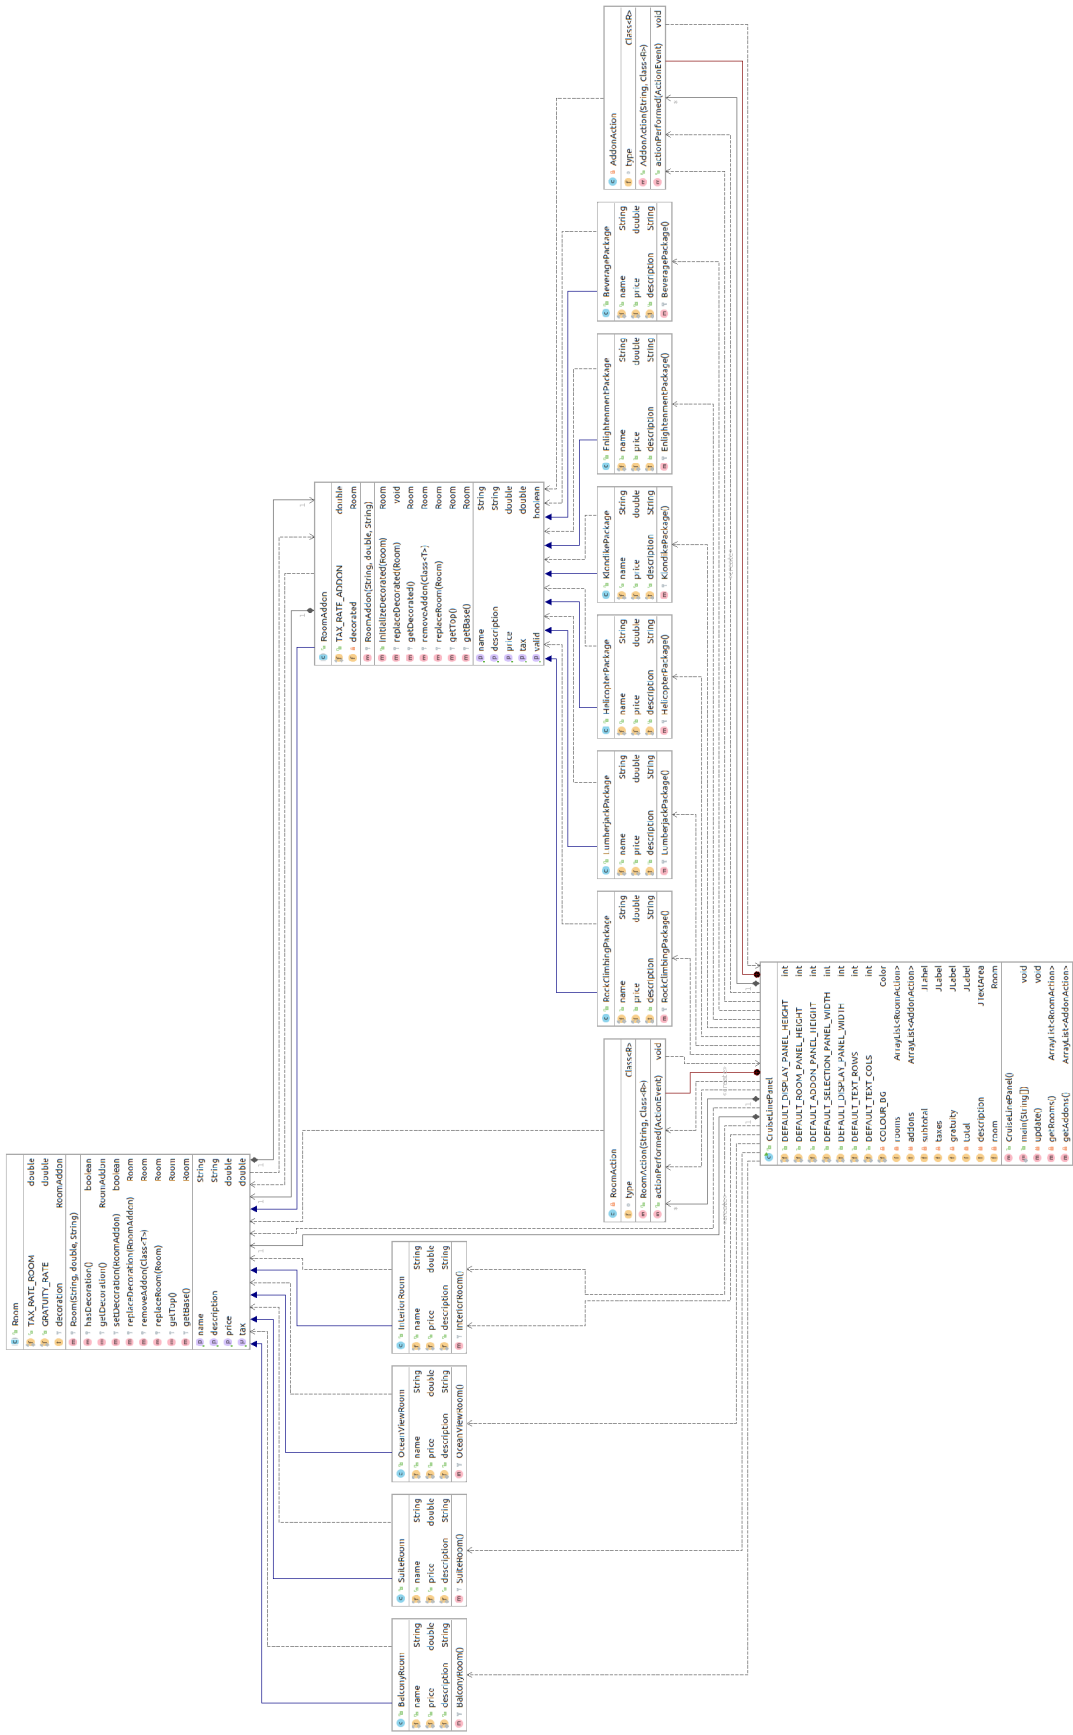 Room
TAX_RATE_ROOM double
GRATUITY_RATE double
decoration RoomAddon
Room(String, double, String)
hasDecoration() boolean
getDecoration() RoomAddon
setDecoration(RoomAddon) boolean
replaceDecoration(RoomAddon) Room
removeAddon(Class<T>) Room
replaceRoom(Room) Room
getTop() Room
getBase() Room
name String
description String
price double
tax double
BalconyRoom
name String
price double
description String
BalconyRoom()
SuiteRoom
name String
price double
description String
SuiteRoom()
OceanViewRoom
name String
price double
description String
OceanViewRoom()
InteriorRoom
name String
price double
description String
InteriorRoom()
RoomAddon
TAX_RATE_ADDON double
decorated Room
RoomAddon(String, double, String)
initializeDecorated(Room) Room
replaceDecorated(Room) void
getDecorated() Room
removeAddon(Class<T>) Room
replaceRoom(Room) Room
getTop() Room
getBase() Room
name String
description String
price double
tax double
valid boolean
RoomAction
type Class<R>
RoomAction(String, Class<R>)
actionPerformed(ActionEvent) void
RockClimbingPackage
name String
price double
description String
RockClimbingPackage()
LumberjackPackage
name String
price double
description String
LumberjackPackage()
HelicopterPackage
name String
price double
description String
HelicopterPackage()
KlondikePackage
name String
price double
description String
KlondikePackage()
EnlightenmentPackage
name String
price double
description String
EnlightenmentPackage()
BeveragePackage
name String
price double
description String
BeveragePackage()
AddonAction
type Class<R>
AddonAction(String, Class<R>)
actionPerformed(ActionEvent) void
CruiseLinePanel
DEFAULT_DISPLAY_PANEL_HEIGHT int
DEFAULT_ROOM_PANEL_HEIGHT int
DEFAULT_ADDON_PANEL_HEIGHT int
DEFAULT_SELECTION_PANEL_WIDTH int
DEFAULT_DISPLAY_PANEL_WIDTH int
DEFAULT_TEXT_ROWS int
DEFAULT_TEXT_COLS int
COLOUR_BG Color
rooms ArrayList<RoomAction>
addons ArrayList<AddonAction>
subtotal JLabel
taxes JLabel
gratuity JLabel
total JLabel
description JTextArea
room Room
CruiseLinePanel()
main(String[]) void
update() void
getRooms() ArrayList<RoomAction>
getAddons() ArrayList<AddonAction>